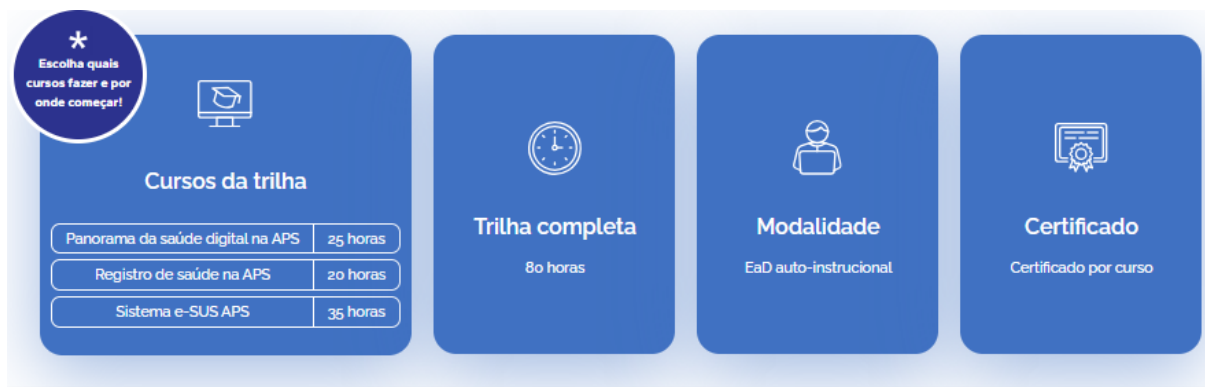 *
Escolha quais
cursos fazer e por
onde começar!
Cursos da trilha
Panorama da saúde digital na APS 25 horas
Registro de saúde na APS 20 horas
Sistema e-SUS APS 35 horas
Trilha completa
80 horas
Modalidade
EaD auto-instrucional
Certificado
Certificado por curso